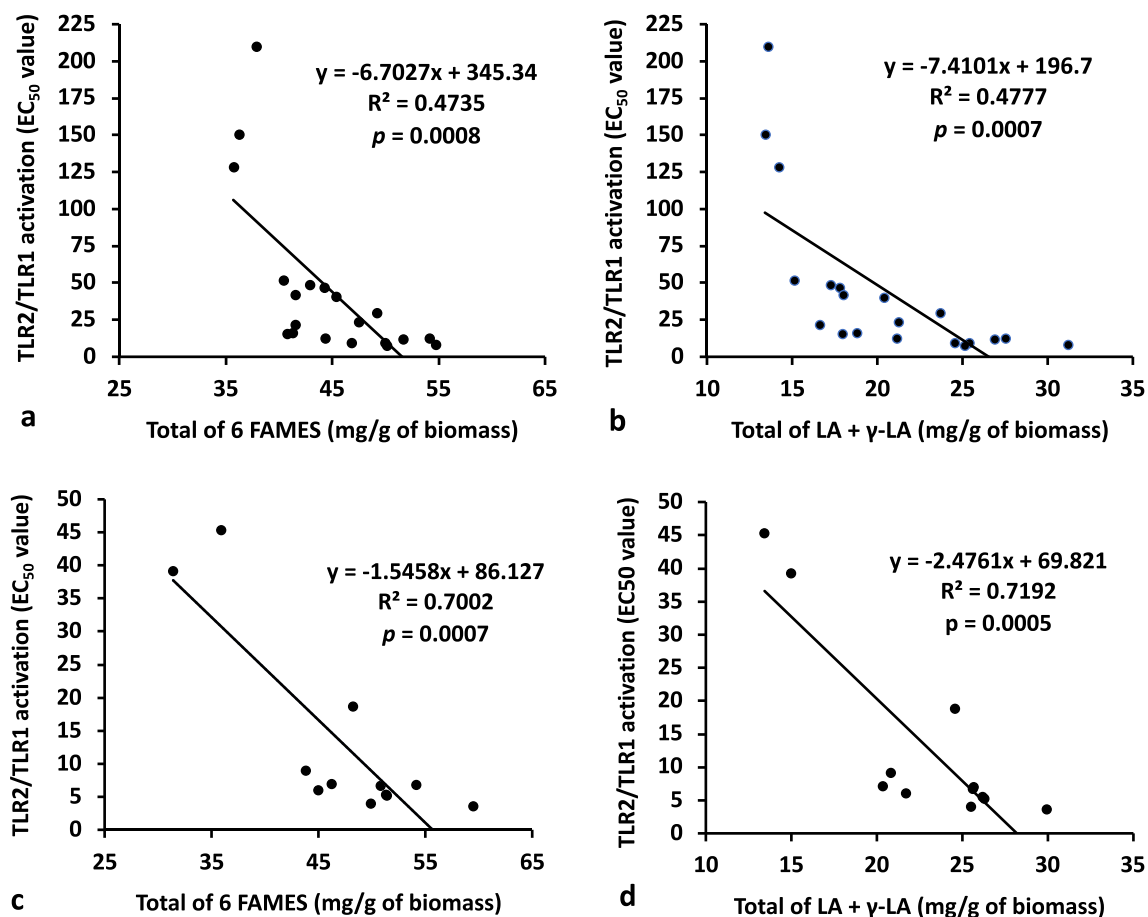 TLR2/TLR1 activation (EC₅₀ value)
225
200
175
150
125
100
75
50
25
0
y = -6.7027x + 345.34
R² = 0.4735
p = 0.0008
25 35 45 55 65
Total of 6 FAMES (mg/g of biomass)
a
TLR2/TLR1 activation (EC₅₀ value)
225
200
175
150
125
100
75
50
25
0
y = -7.4101x + 196.7
R² = 0.4777
p = 0.0007
10 15 20 25 30 35
Total of LA + γ-LA (mg/g of biomass)
b
TLR2/TLR1 activation (EC₅₀ value)
50
45
40
35
30
25
20
15
10
5
0
y = -1.5458x + 86.127
R² = 0.7002
p = 0.0007
25 35 45 55 65
Total of 6 FAMES (mg/g of biomass)
c
TLR2/TLR1 activation (EC50 value)
50
45
40
35
30
25
20
15
10
5
0
y = -2.4761x + 69.821
R² = 0.7192
p = 0.0005
10 15 20 25 30 35
Total of LA + γ-LA (mg/g of biomass)
d